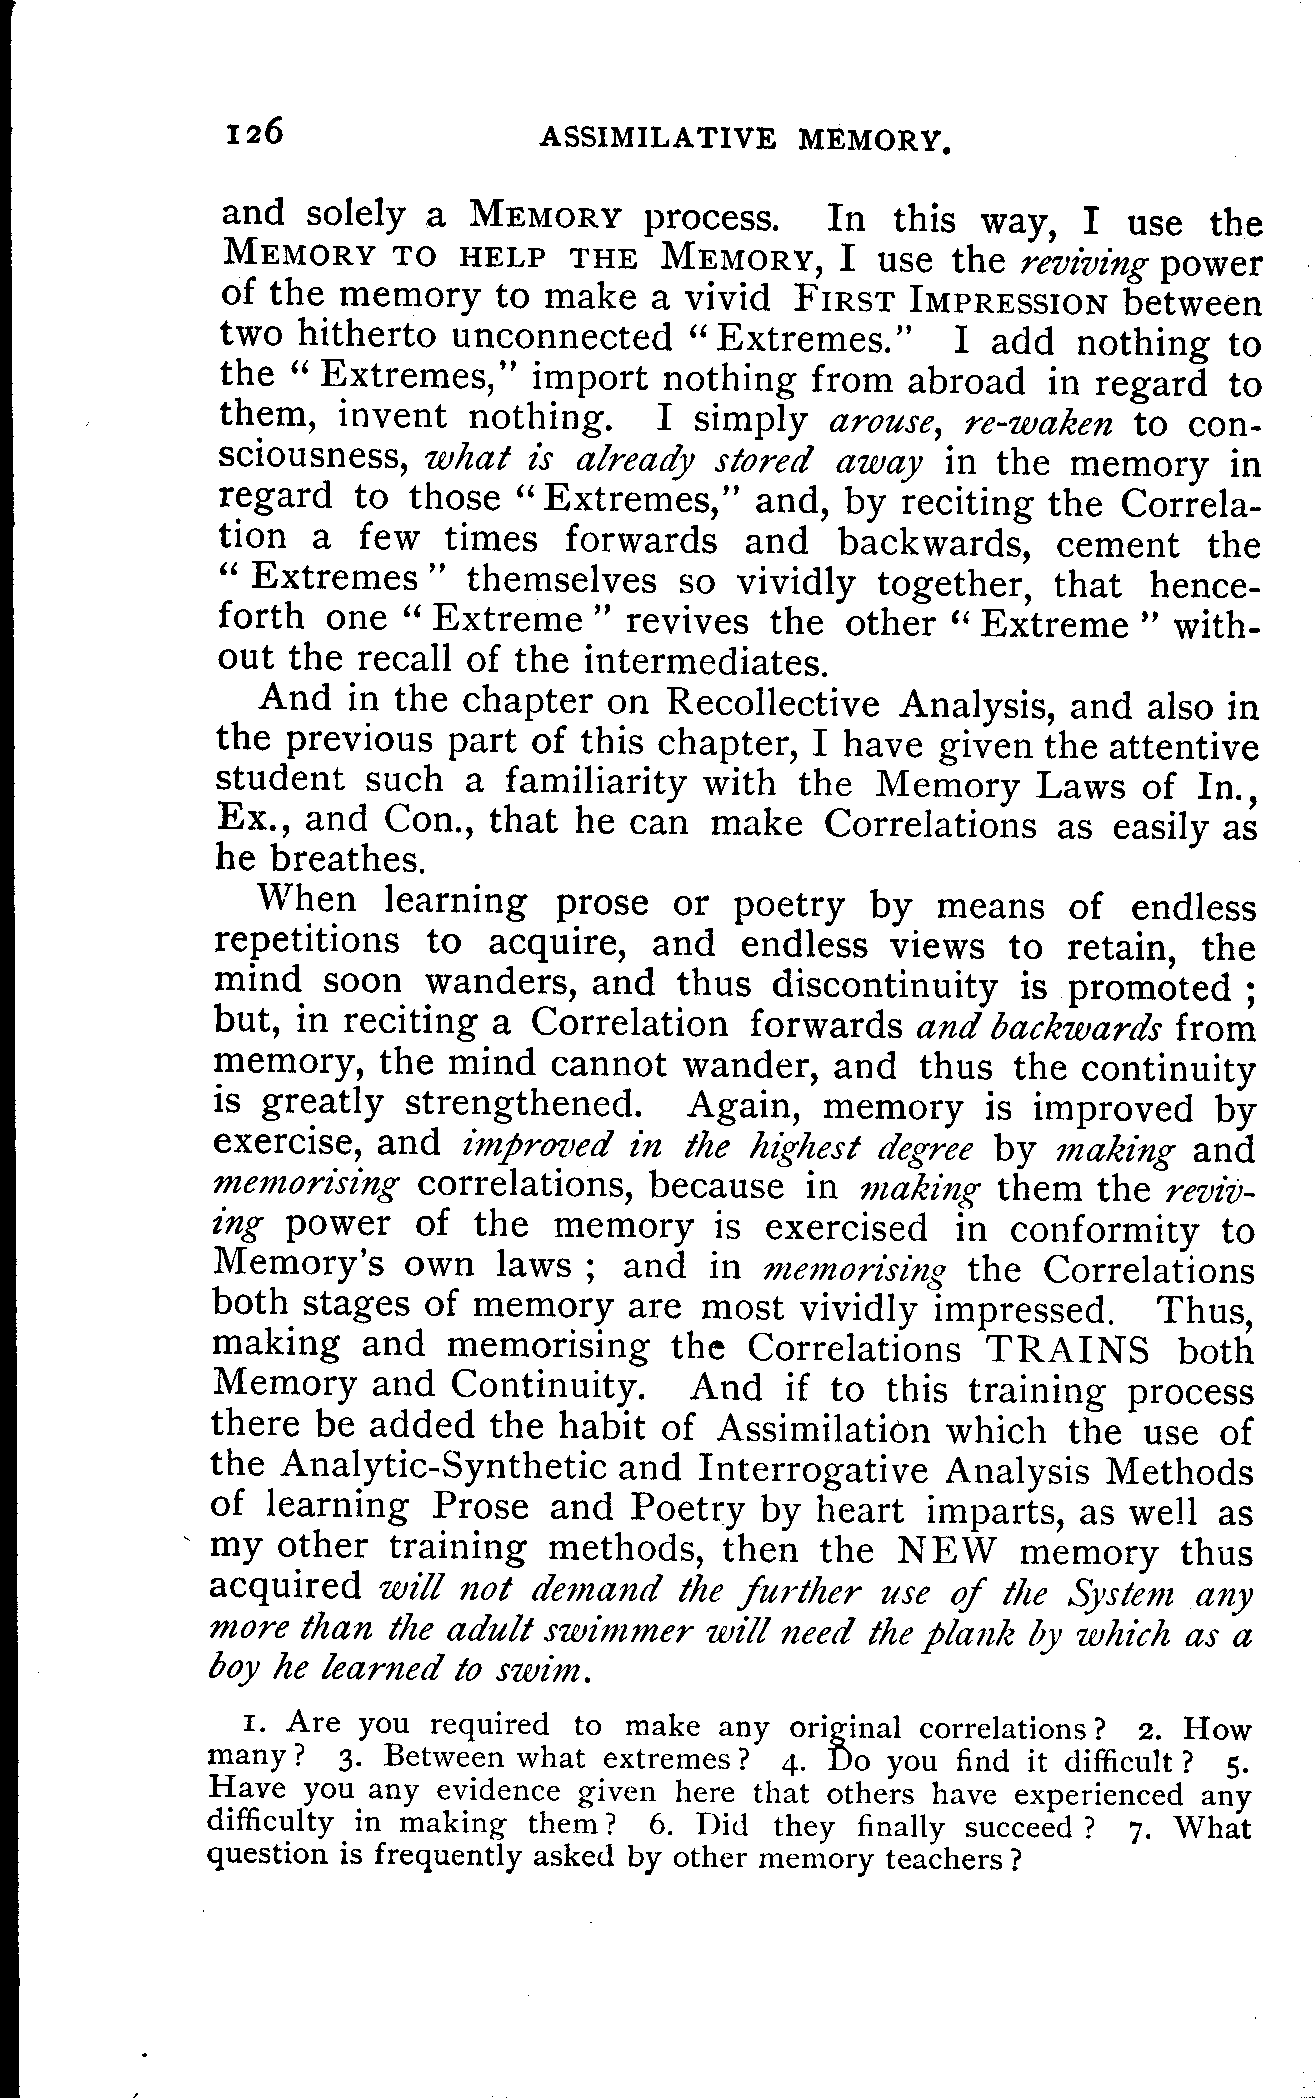 126 ASSIMILATIVE MEMORY.
and solely a MEMORY process. In this way, I use the
MEMORY TO HELP THE MEMORY, I use the reviving power
of the memory to make a vivid FIRST IMPRESSION between
two hitherto unconnected "Extremes." I add nothing to
the "Extremes," import nothing from abroad in regard to
them, invent nothing. I simply arouse, re-waken to con-
sciousness, what is already stored away in the memory in
regard to those "Extremes," and, by reciting the Correla-
tion a few times forwards and backwards, cement the
"Extremes" themselves so vividly together, that hence-
forth one "Extreme" revives the other "Extreme" with-
out the recall of the intermediates.
And in the chapter on Recollective Analysis, and also in
the previous part of this chapter, I have given the attentive
student such a familiarity with the Memory Laws of In.,
Ex., and Con., that he can make Correlations as easily as
he breathes.
When learning prose or poetry by means of endless
repetitions to acquire, and endless views to retain, the
mind soon wanders, and thus discontinuity is promoted ;
but, in reciting a Correlation forwards and backwards from
memory, the mind cannot wander, and thus the continuity
is greatly strengthened. Again, memory is improved by
exercise, and improved in the highest degree by making and
memorising correlations, because in making them the reviv-
ing power of the memory is exercised in conformity to
Memory's own laws ; and in memorising the Correlations
both stages of memory are most vividly impressed. Thus,
making and memorising the Correlations TRAINS both
Memory and Continuity. And if to this training process
there be added the habit of Assimilation which the use of
the Analytic-Synthetic and Interrogative Analysis Methods
of learning Prose and Poetry by heart imparts, as well as
my other training methods, then the NEW memory thus
acquired will not demand the further use of the System any
more than the adult swimmer will need the plank by which as a
boy he learned to swim.
1. Are you required to make any original correlations? 2. How
many? 3. Between what extremes? 4. Do you find it difficult? 5.
Have you any evidence given here that others have experienced any
difficulty in making them? 6. Did they finally succeed? 7. What
question is frequently asked by other memory teachers?